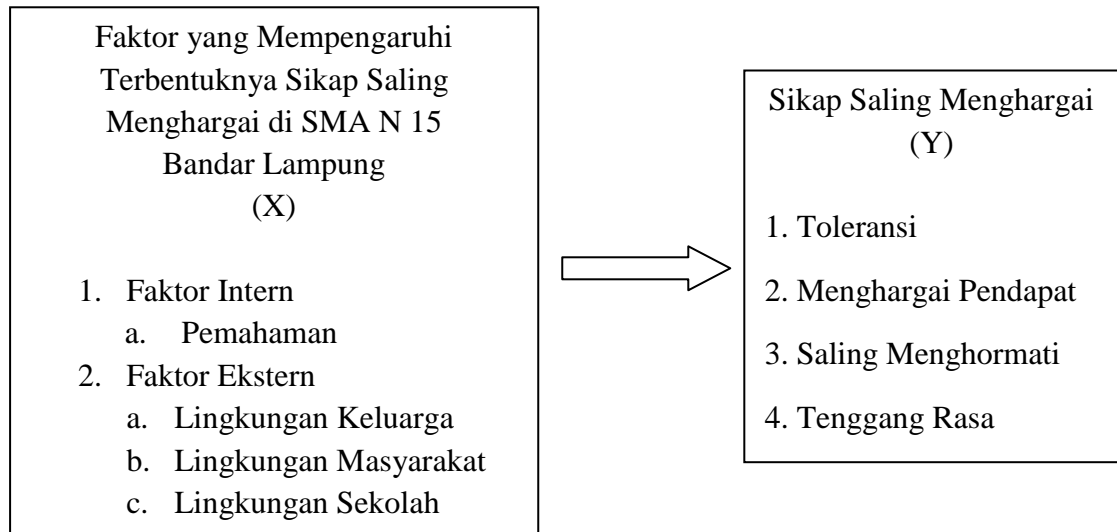 Faktor yang Mempengaruhi
Terbentuknya Sikap Saling
Menghargai di SMA N 15
Bandar Lampung
(X)
1. Faktor Intern
a. Pemahaman
2. Faktor Ekstern
a. Lingkungan Keluarga
b. Lingkungan Masyarakat
c. Lingkungan Sekolah
Sikap Saling Menghargai
(Y)
1. Toleransi
2. Menghargai Pendapat
3. Saling Menghormati
4. Tenggang Rasa